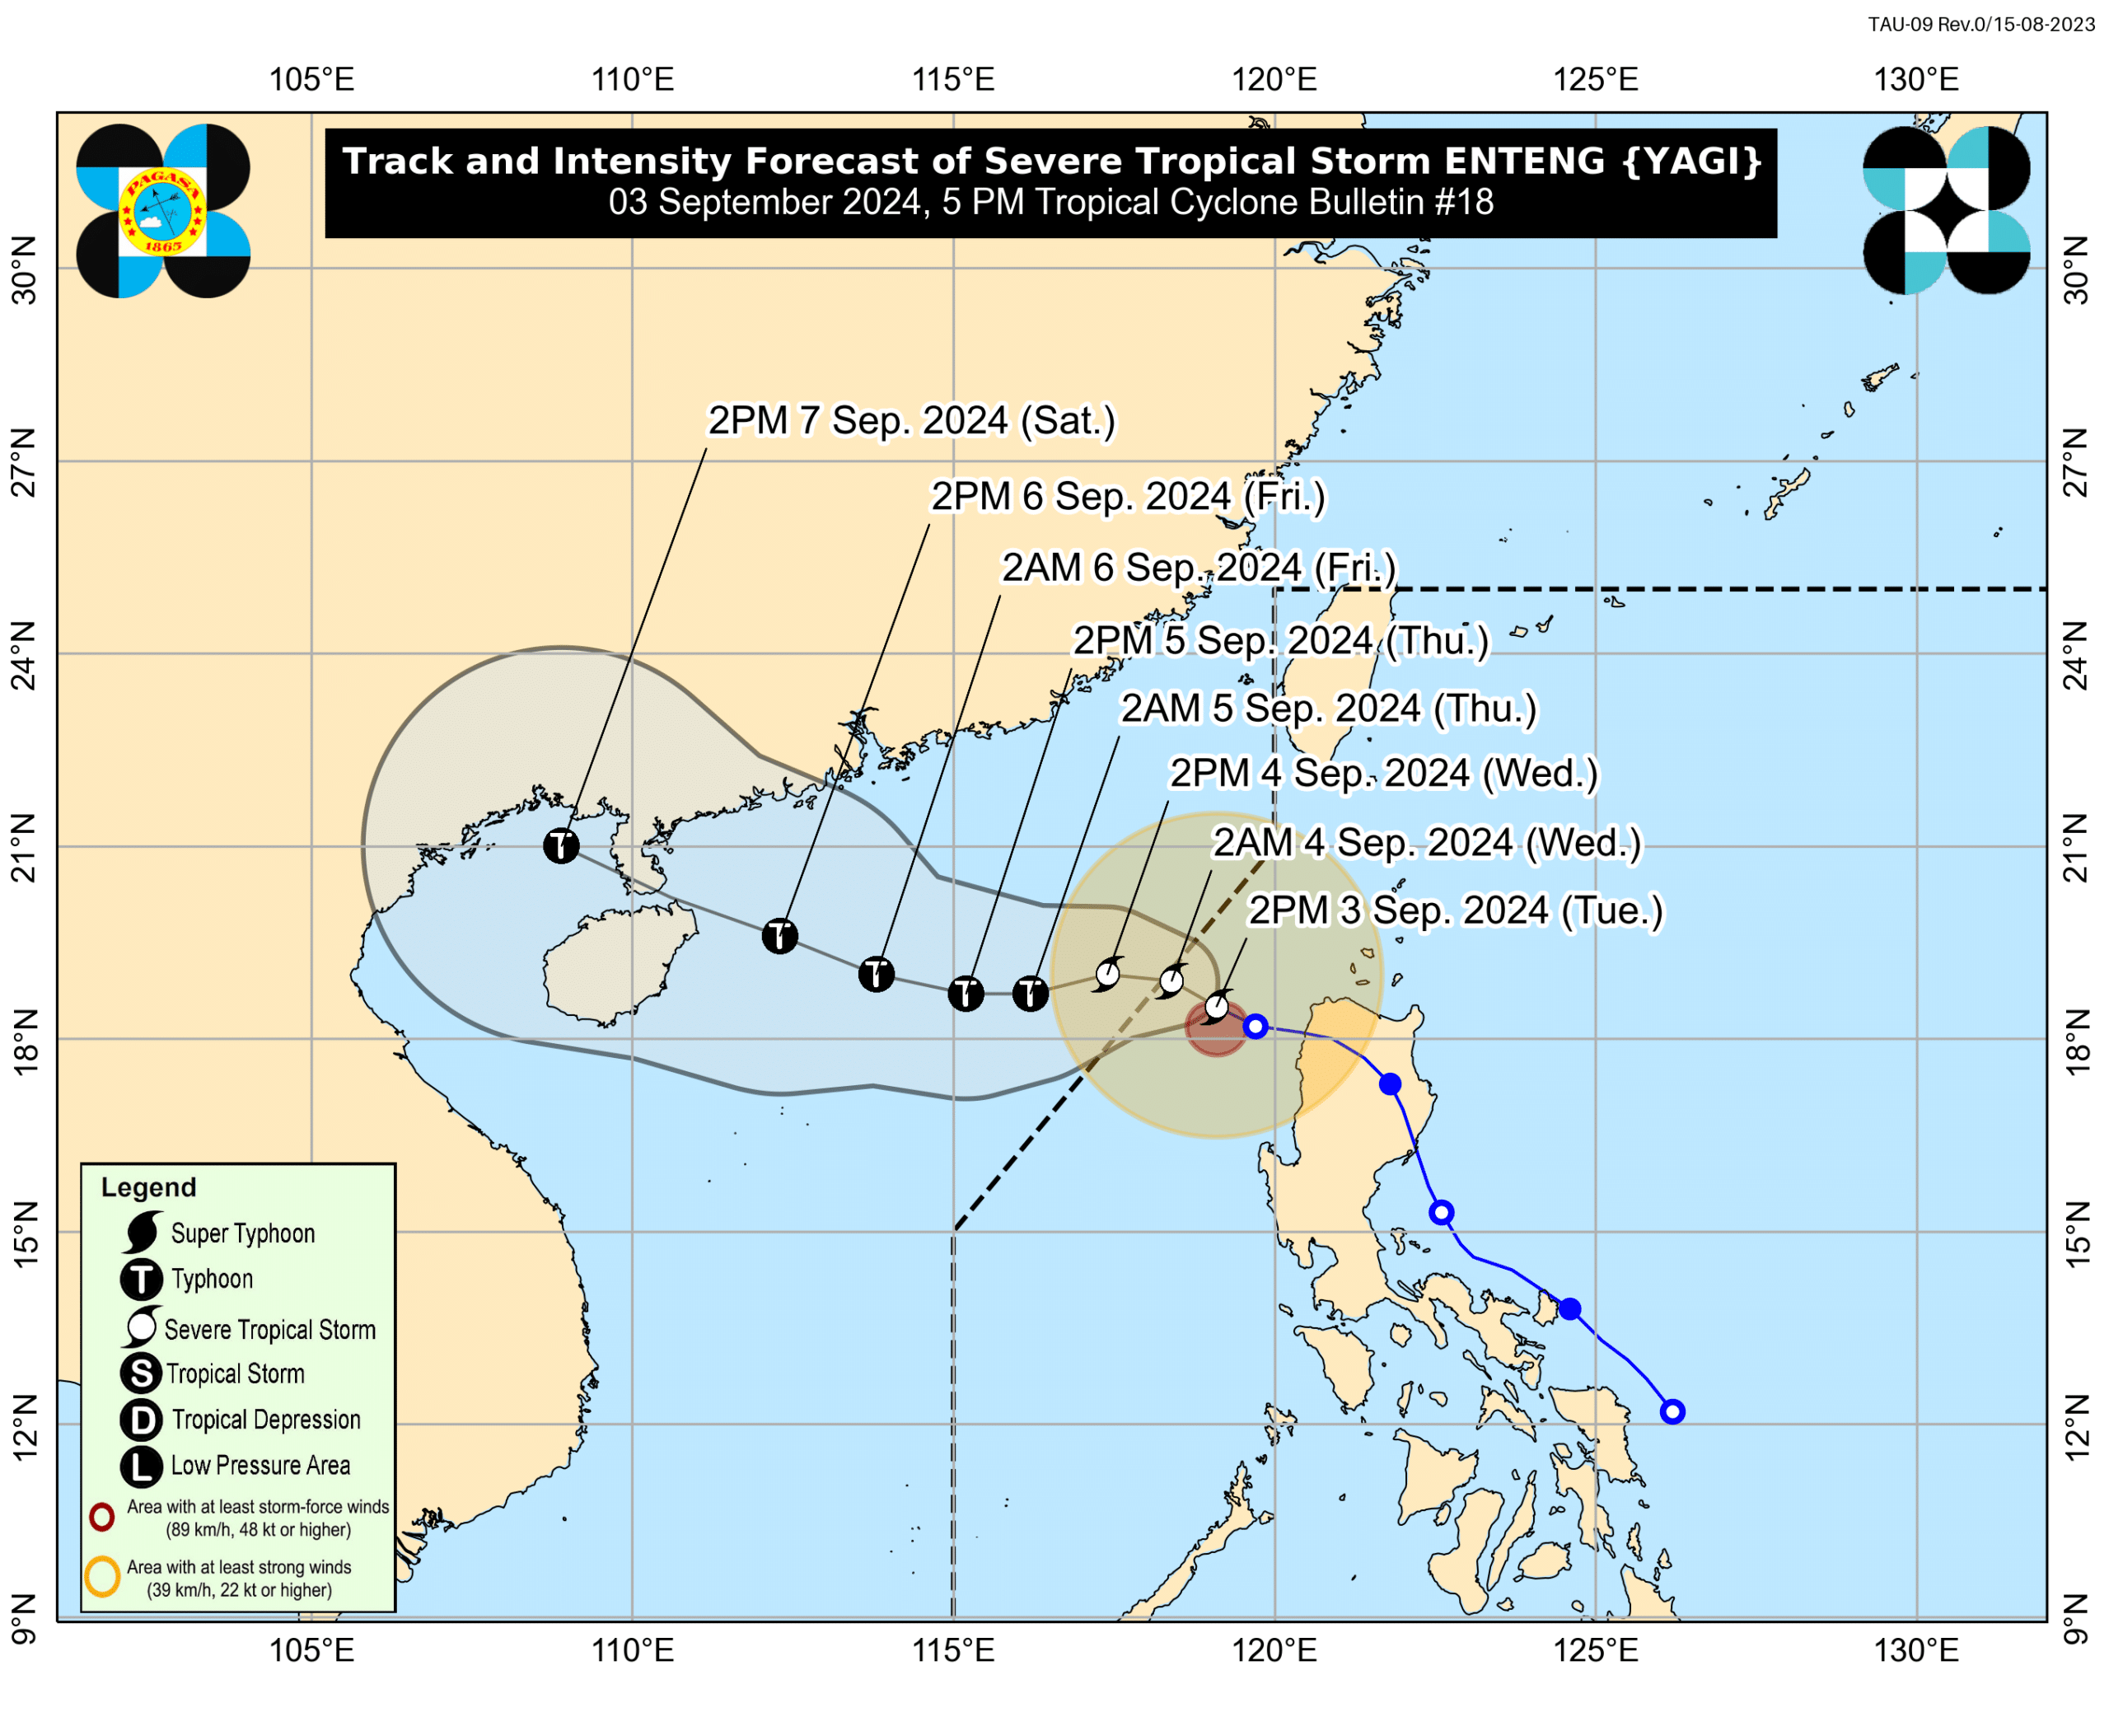 TAU-09 Rev.0/15-08-2023
105°E 110°E 115°E 120°E 125°E 130°E
Track and Intensity Forecast of Severe Tropical Storm ENTENG {YAGI}
03 September 2024, 5 PM Tropical Cyclone Bulletin #18
PAGASA
1865
30°N 30°N
2PM 7 Sep. 2024 (Sat.)
27°N 27°N
2PM 6 Sep. 2024 (Fri.)
2AM 6 Sep. 2024 (Fri.)
2PM 5 Sep. 2024 (Thu.)
24°N 24°N
2AM 5 Sep. 2024 (Thu.)
2PM 4 Sep. 2024 (Wed.)
2AM 4 Sep. 2024 (Wed.)
21°N 21°N
T
2PM 3 Sep. 2024 (Tue.)
T
T
T T
18°N 18°N
15°N 15°N
12°N 12°N
9°N 9°N
Legend
Super Typhoon
T Typhoon
Severe Tropical Storm
S Tropical Storm
D Tropical Depression
L Low Pressure Area
Area with at least storm-force winds
(89 km/h, 48 kt or higher)
Area with at least strong winds
(39 km/h, 22 kt or higher)
105°E 110°E 115°E 120°E 125°E 130°E